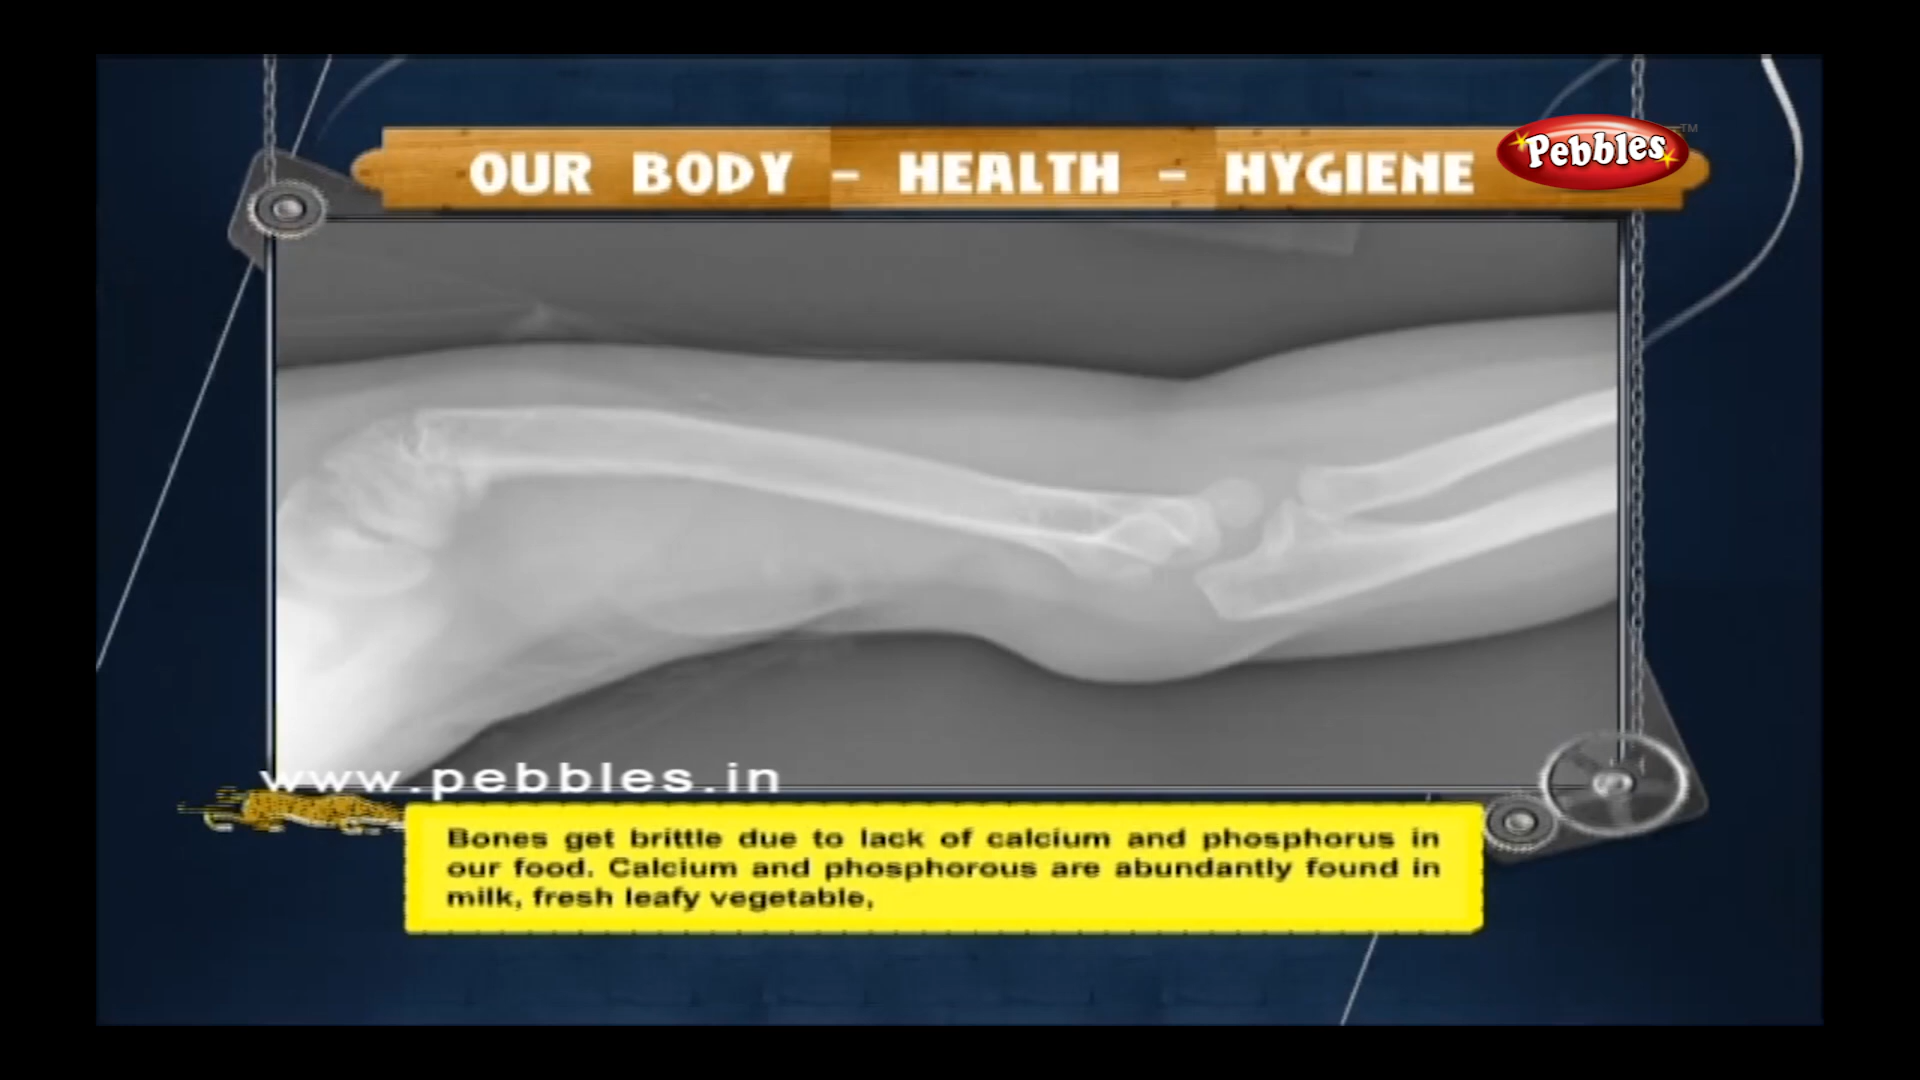 OUR BODY - HEALTH - HYGIENE
Pebbles™
www.pebbles.in
Bones get brittle due to lack of calcium and phosphorus in
our food. Calcium and phosphorous are abundantly found in
milk, fresh leafy vegetable,